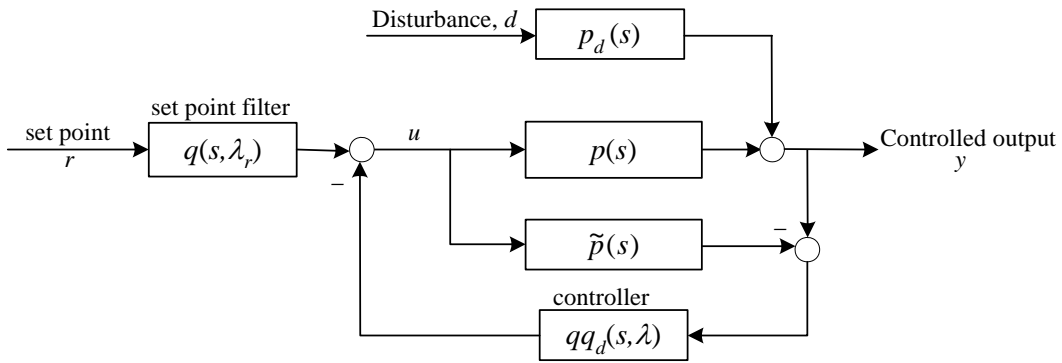 Disturbance, d
p_d(s)
set point filter
set point
r
q(s,λ_r)
u
p(s)
Controlled output
y
−
−
p̃(s)
controller
qq_d(s,λ)